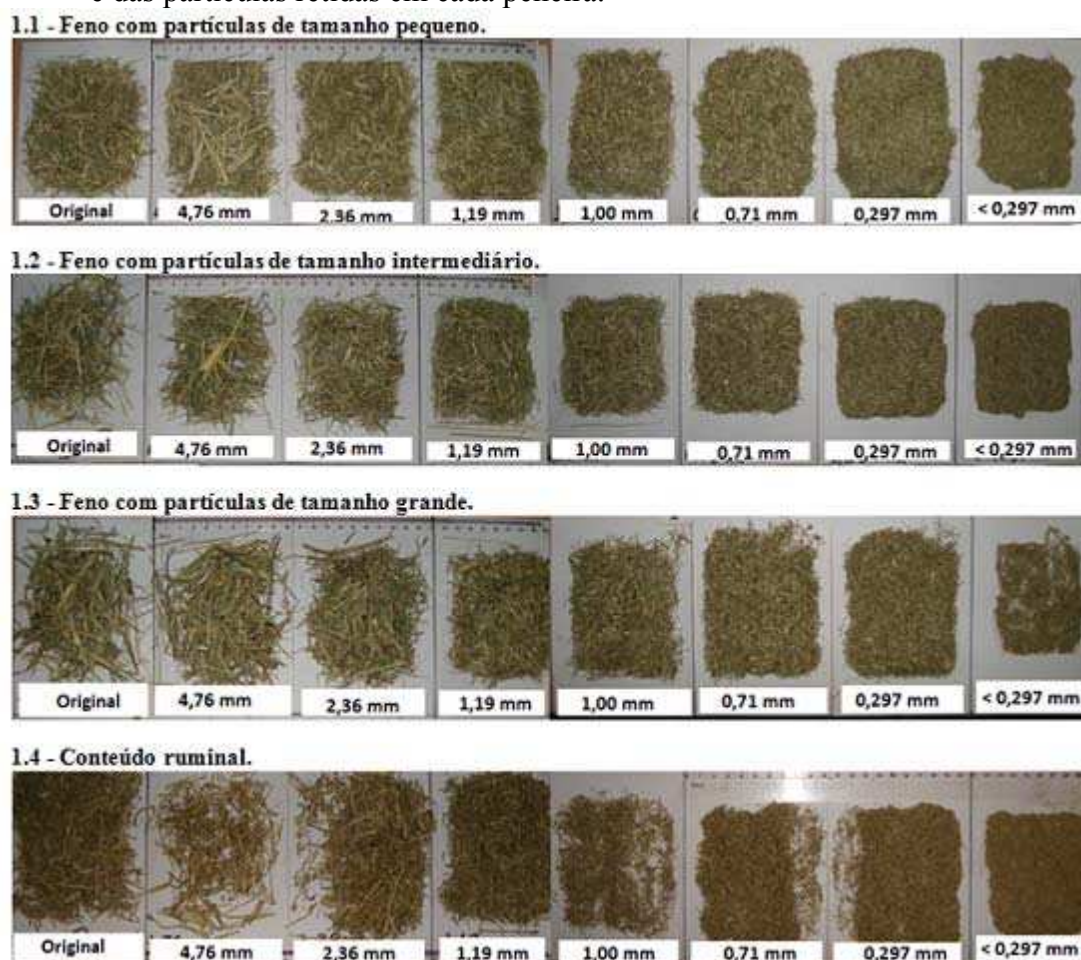 e das partículas retidas em cada peneira.
1.1 - Feno com partículas de tamanho pequeno.
Original 4,76 mm 2,36 mm 1,19 mm 1,00 mm 0,71 mm 0,297 mm < 0,297 mm
1.2 - Feno com partículas de tamanho intermediário.
Original 4,76 mm 2,36 mm 1,19 mm 1,00 mm 0,71 mm 0,297 mm < 0,297 mm
1.3 - Feno com partículas de tamanho grande.
Original 4,76 mm 2,36 mm 1,19 mm 1,00 mm 0,71 mm 0,297 mm < 0,297 mm
1.4 - Conteúdo ruminal.
Original 4,76 mm 2,36 mm 1,19 mm 1,00 mm 0,71 mm 0,297 mm < 0,297 mm